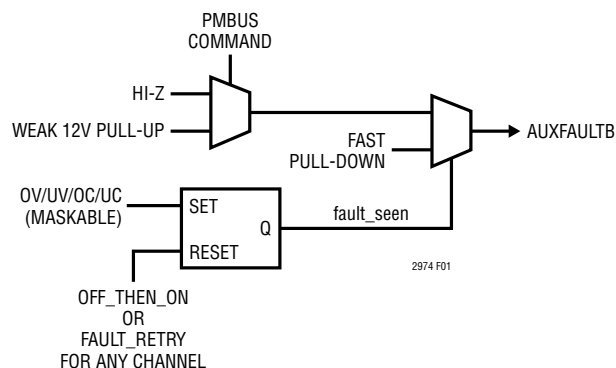 PMBUS
COMMAND
HI-Z
WEAK 12V PULL-UP
AUXFAULTB
FAST
PULL-DOWN
OV/UV/OC/UC
(MASKABLE)
SET
Q
RESET
fault_seen
2974 F01
OFF_THEN_ON
OR
FAULT_RETRY
FOR ANY CHANNEL